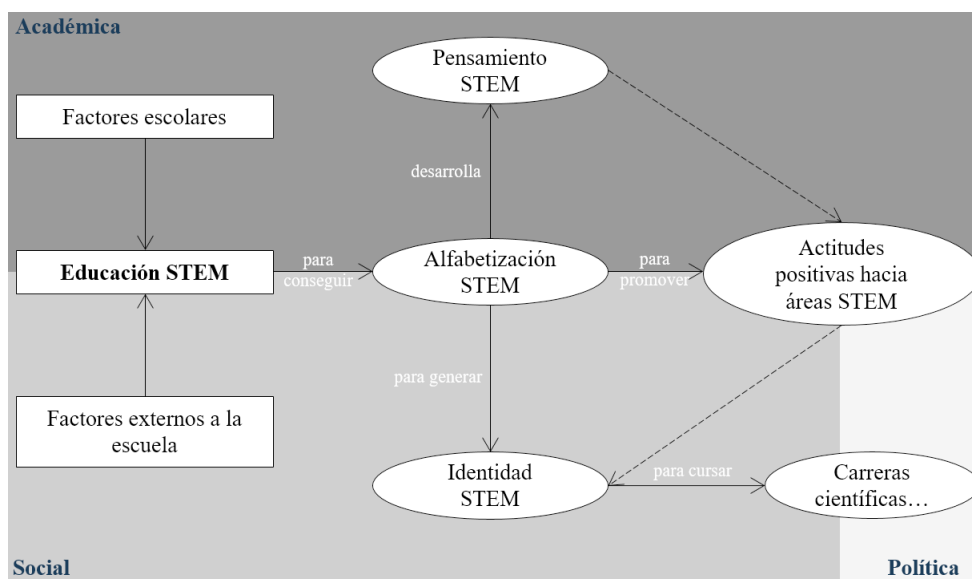 Académica
Pensamiento
STEM
Factores escolares
desarrolla
Educación STEM
para
conseguir
Alfabetización
STEM
para
promover
Actitudes
positivas hacia
áreas STEM
para generar
Factores externos a la
escuela
Identidad
STEM
para cursar
Carreras
científicas…
Social
Política